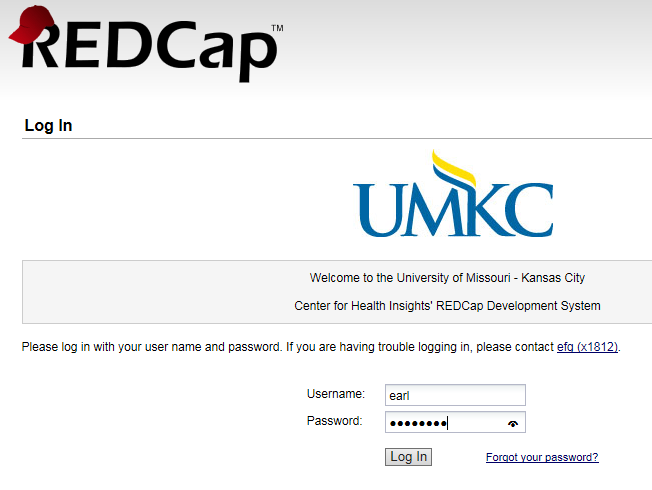 REDCap™
Log In
UMKC
Welcome to the University of Missouri - Kansas City
Center for Health Insights' REDCap Development System
Please log in with your user name and password. If you are having trouble logging in, please contact efg (x1812).
Username: earl
Password: ••••••••
Log In Forgot your password?